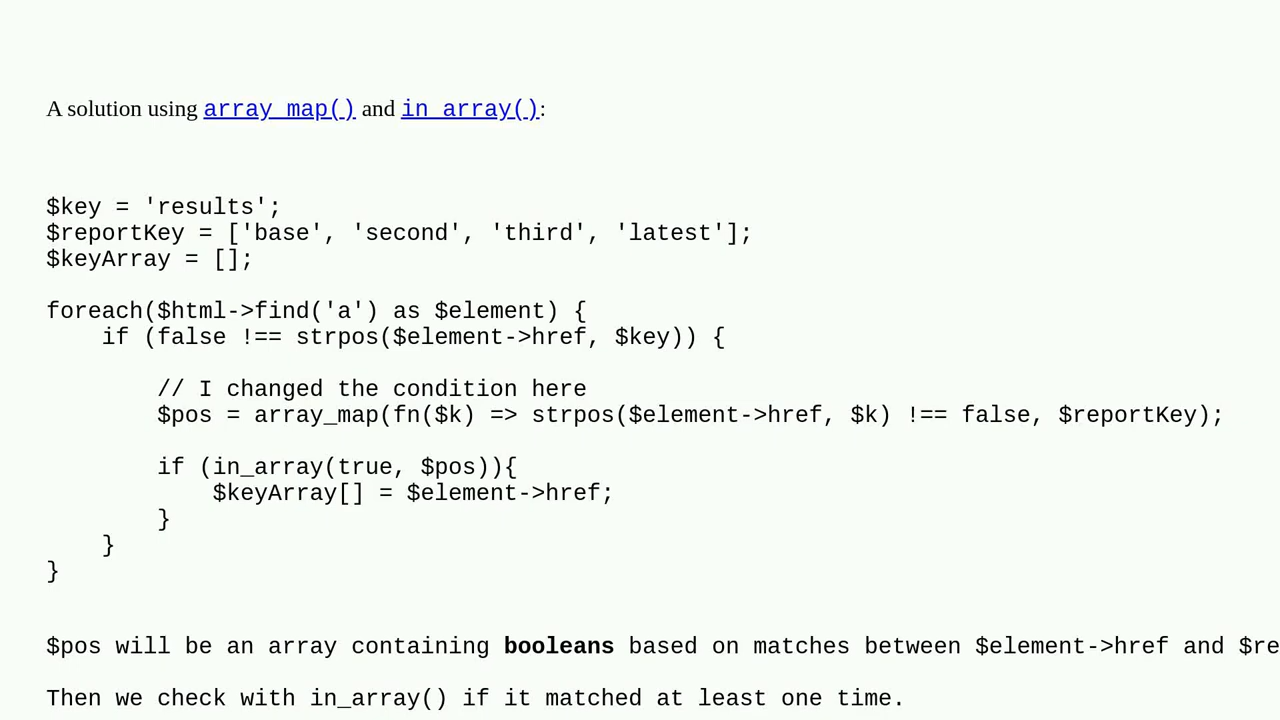 A solution using array_map() and in_array():
$key = 'results';
$reportKey = ['base', 'second', 'third', 'latest'];
$keyArray = [];
foreach($html->find('a') as $element) {
    if (false !== strpos($element->href, $key)) {
        // I changed the condition here
        $pos = array_map(fn($k) => strpos($element->href, $k) !== false, $reportKey);
        if (in_array(true, $pos)){
            $keyArray[] = $element->href;
        }
    }
}
$pos will be an array containing booleans based on matches between $element->href and $re
Then we check with in_array() if it matched at least one time.